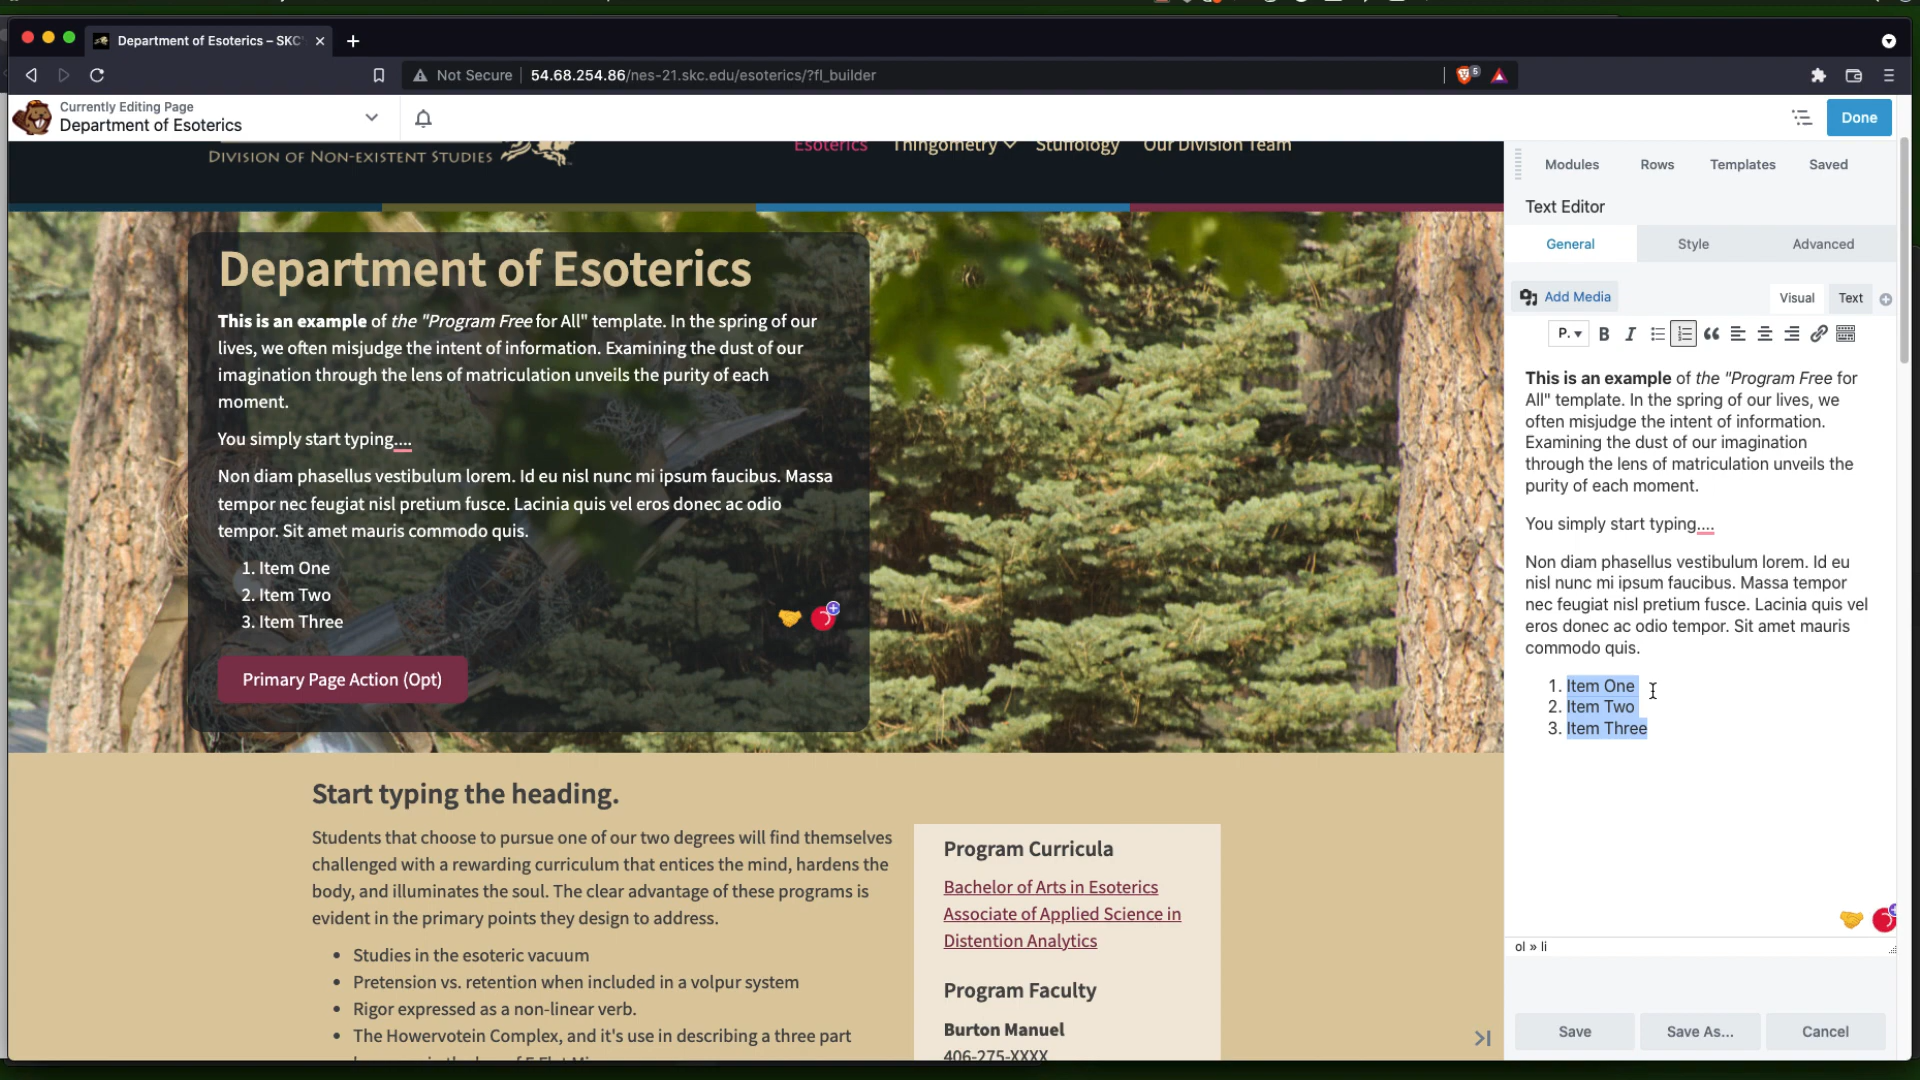 Department of Esoterics – SKC
Not Secure
54.68.254.86/nes-21.skc.edu/esoterics/?fl_builder
5
Currently Editing Page
Department of Esoterics
Done
DIVISION OF NON-EXISTENT STUDIES
Esoterics Thingometry Stuffology Our Division Team
Modules Rows Templates Saved
Text Editor
General Style Advanced
Add Media
Visual Text
P.
B I
Department of Esoterics
This is an example of the "Program Free for All" template. In the spring of our
lives, we often misjudge the intent of information. Examining the dust of our
imagination through the lens of matriculation unveils the purity of each
moment.
You simply start typing....
Non diam phasellus vestibulum lorem. Id eu nisl nunc mi ipsum faucibus. Massa
tempor nec feugiat nisl pretium fusce. Lacinia quis vel eros donec ac odio
tempor. Sit amet mauris commodo quis.
1. Item One
2. Item Two
3. Item Three
Primary Page Action (Opt)
This is an example of the "Program Free for
All" template. In the spring of our lives, we
often misjudge the intent of information.
Examining the dust of our imagination
through the lens of matriculation unveils the
purity of each moment.
You simply start typing....
Non diam phasellus vestibulum lorem. Id eu
nisl nunc mi ipsum faucibus. Massa tempor
nec feugiat nisl pretium fusce. Lacinia quis vel
eros donec ac odio tempor. Sit amet mauris
commodo quis.
1. Item One
2. Item Two
3. Item Three
ol » li
Save Save As... Cancel
Start typing the heading.
Students that choose to pursue one of our two degrees will find themselves
challenged with a rewarding curriculum that entices the mind, hardens the
body, and illuminates the soul. The clear advantage of these programs is
evident in the primary points they design to address.
• Studies in the esoteric vacuum
• Pretension vs. retention when included in a volpur system
• Rigor expressed as a non-linear verb.
• The Howervotein Complex, and it's use in describing a three part
Program Curricula
Bachelor of Arts in Esoterics
Associate of Applied Science in
Distention Analytics
Program Faculty
Burton Manuel
406-275-XXXX